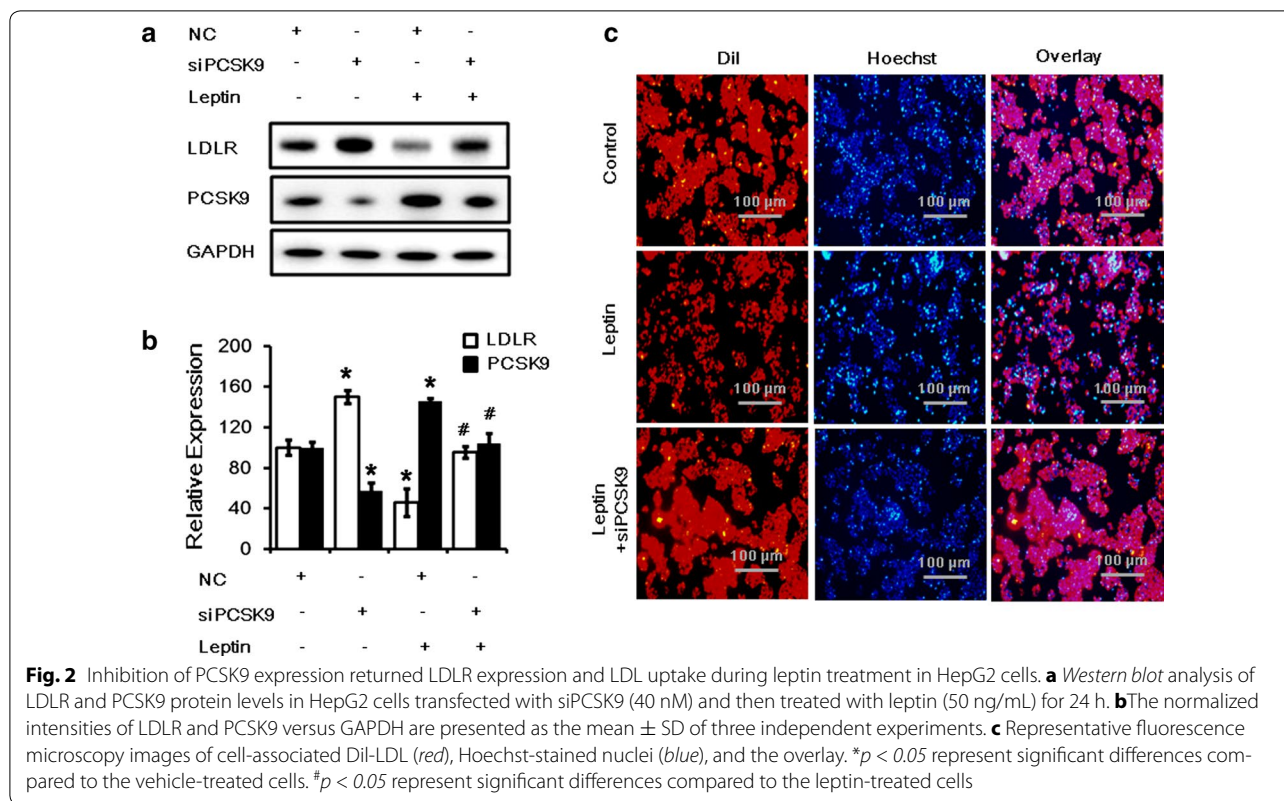 a
NC + - + -
siPCSK9 - + - +
Leptin - - + +
LDLR
PCSK9
GAPDH
b
LDLR
PCSK9
Relative Expression
200
160
120
80
40
0
* * * * # #
NC + - + -
siPCSK9 - + - +
Leptin - - + +
c
Dil Hoechst Overlay
Control
100 µm 100 µm 100 µm
Leptin
100 µm 100 µm 100 µm
Leptin
+siPCSK9
100 µm 100 µm 100 µm
Fig. 2 Inhibition of PCSK9 expression returned LDLR expression and LDL uptake during leptin treatment in HepG2 cells. a Western blot analysis of
LDLR and PCSK9 protein levels in HepG2 cells transfected with siPCSK9 (40 nM) and then treated with leptin (50 ng/mL) for 24 h. bThe normalized
intensities of LDLR and PCSK9 versus GAPDH are presented as the mean ± SD of three independent experiments. c Representative fluorescence
microscopy images of cell-associated Dil-LDL (red), Hoechst-stained nuclei (blue), and the overlay. *p < 0.05 represent significant differences com-
pared to the vehicle-treated cells. #p < 0.05 represent significant differences compared to the leptin-treated cells